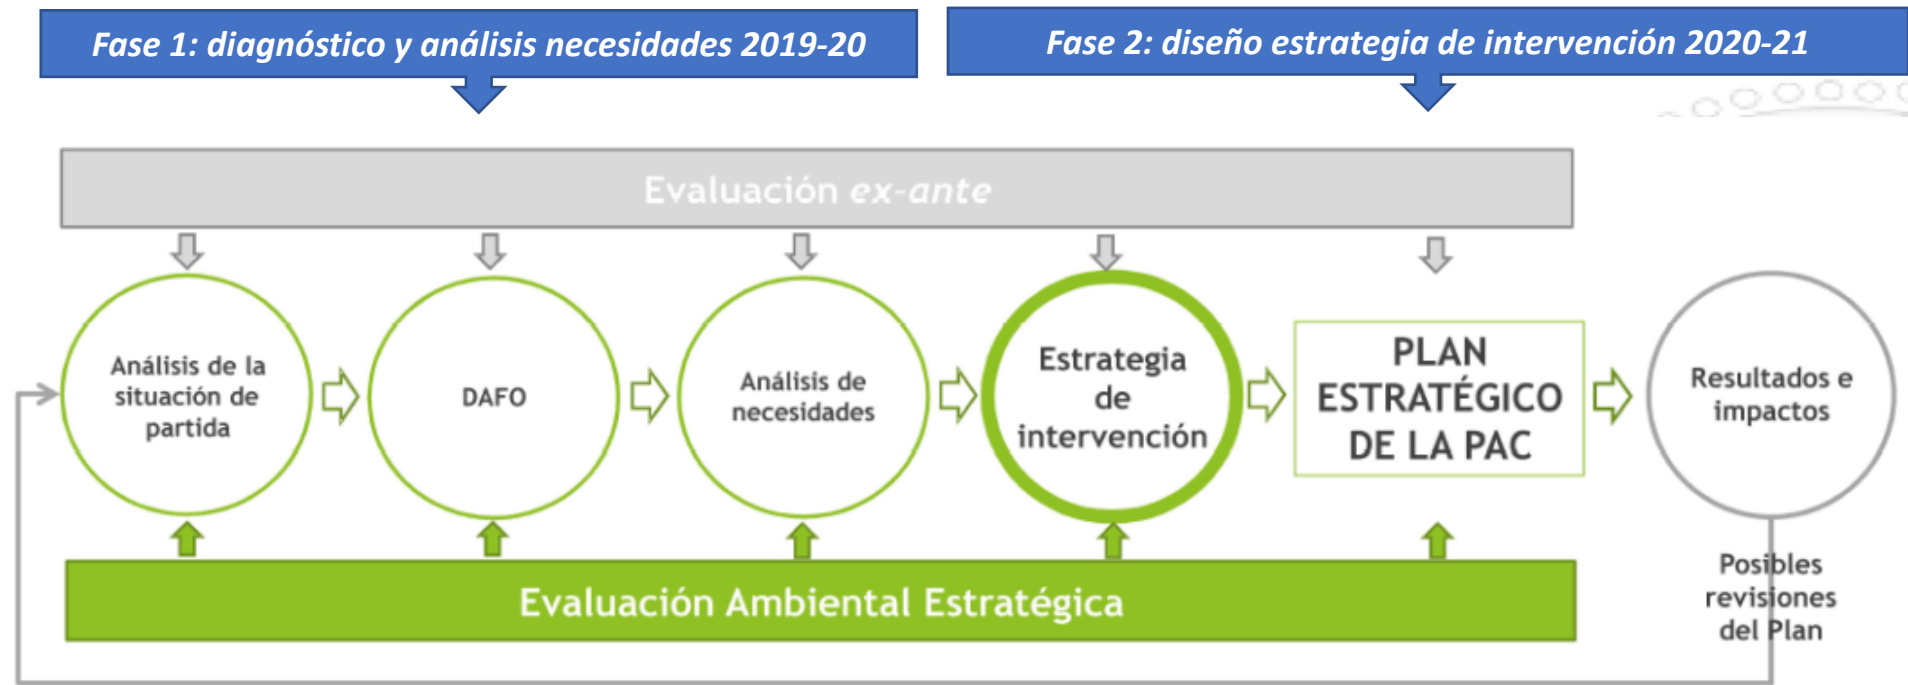 Fase 1: diagnóstico y análisis necesidades 2019-20
Fase 2: diseño estrategia de intervención 2020-21
Evaluación ex-ante
Análisis de la
situación de
partida
DAFO
Análisis de
necesidades
Estrategia
de
intervención
PLAN
ESTRATÉGICO
DE LA PAC
Resultados e
impactos
Evaluación Ambiental Estratégica
Posibles
revisiones
del Plan